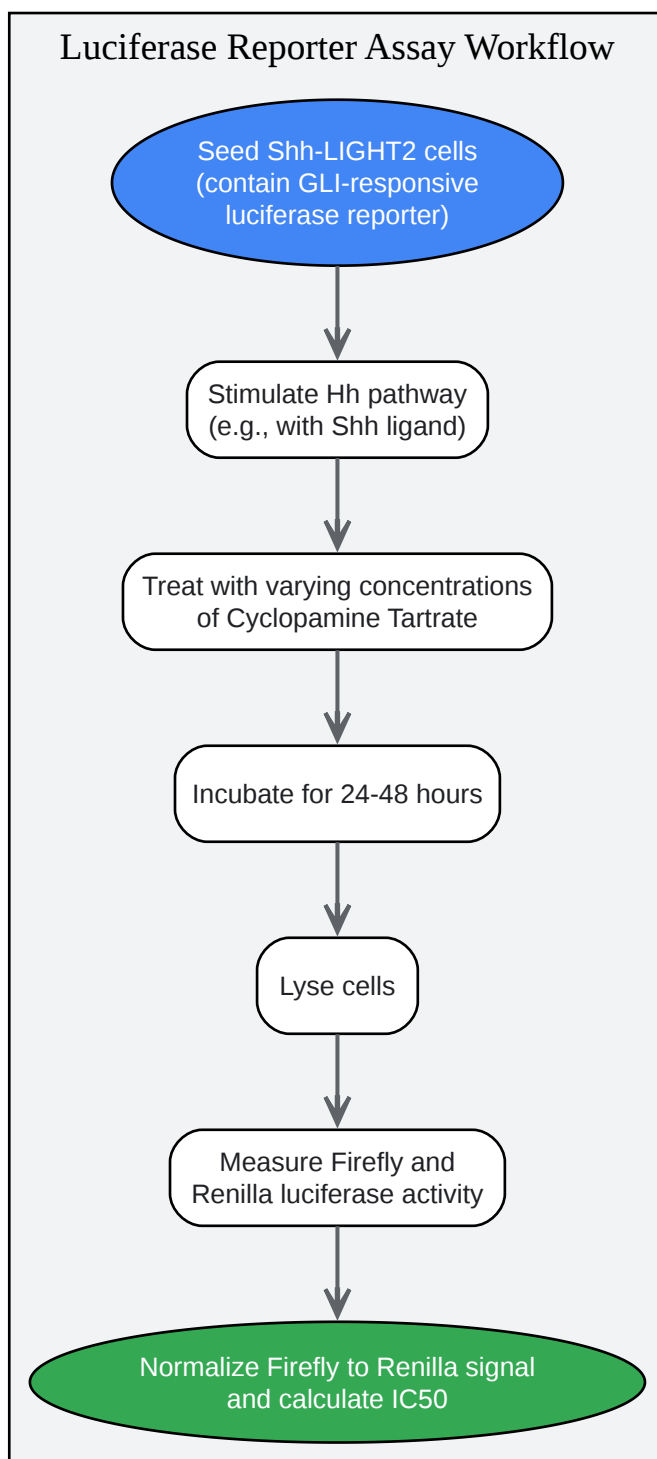 Luciferase Reporter Assay Workflow
Seed Shh-LIGHT2 cells
(contain GLI-responsive
luciferase reporter)
Stimulate Hh pathway
(e.g., with Shh ligand)
Treat with varying concentrations
of Cyclopamine Tartrate
Incubate for 24-48 hours
Lyse cells
Measure Firefly and
Renilla luciferase activity
Normalize Firefly to Renilla signal
and calculate IC50